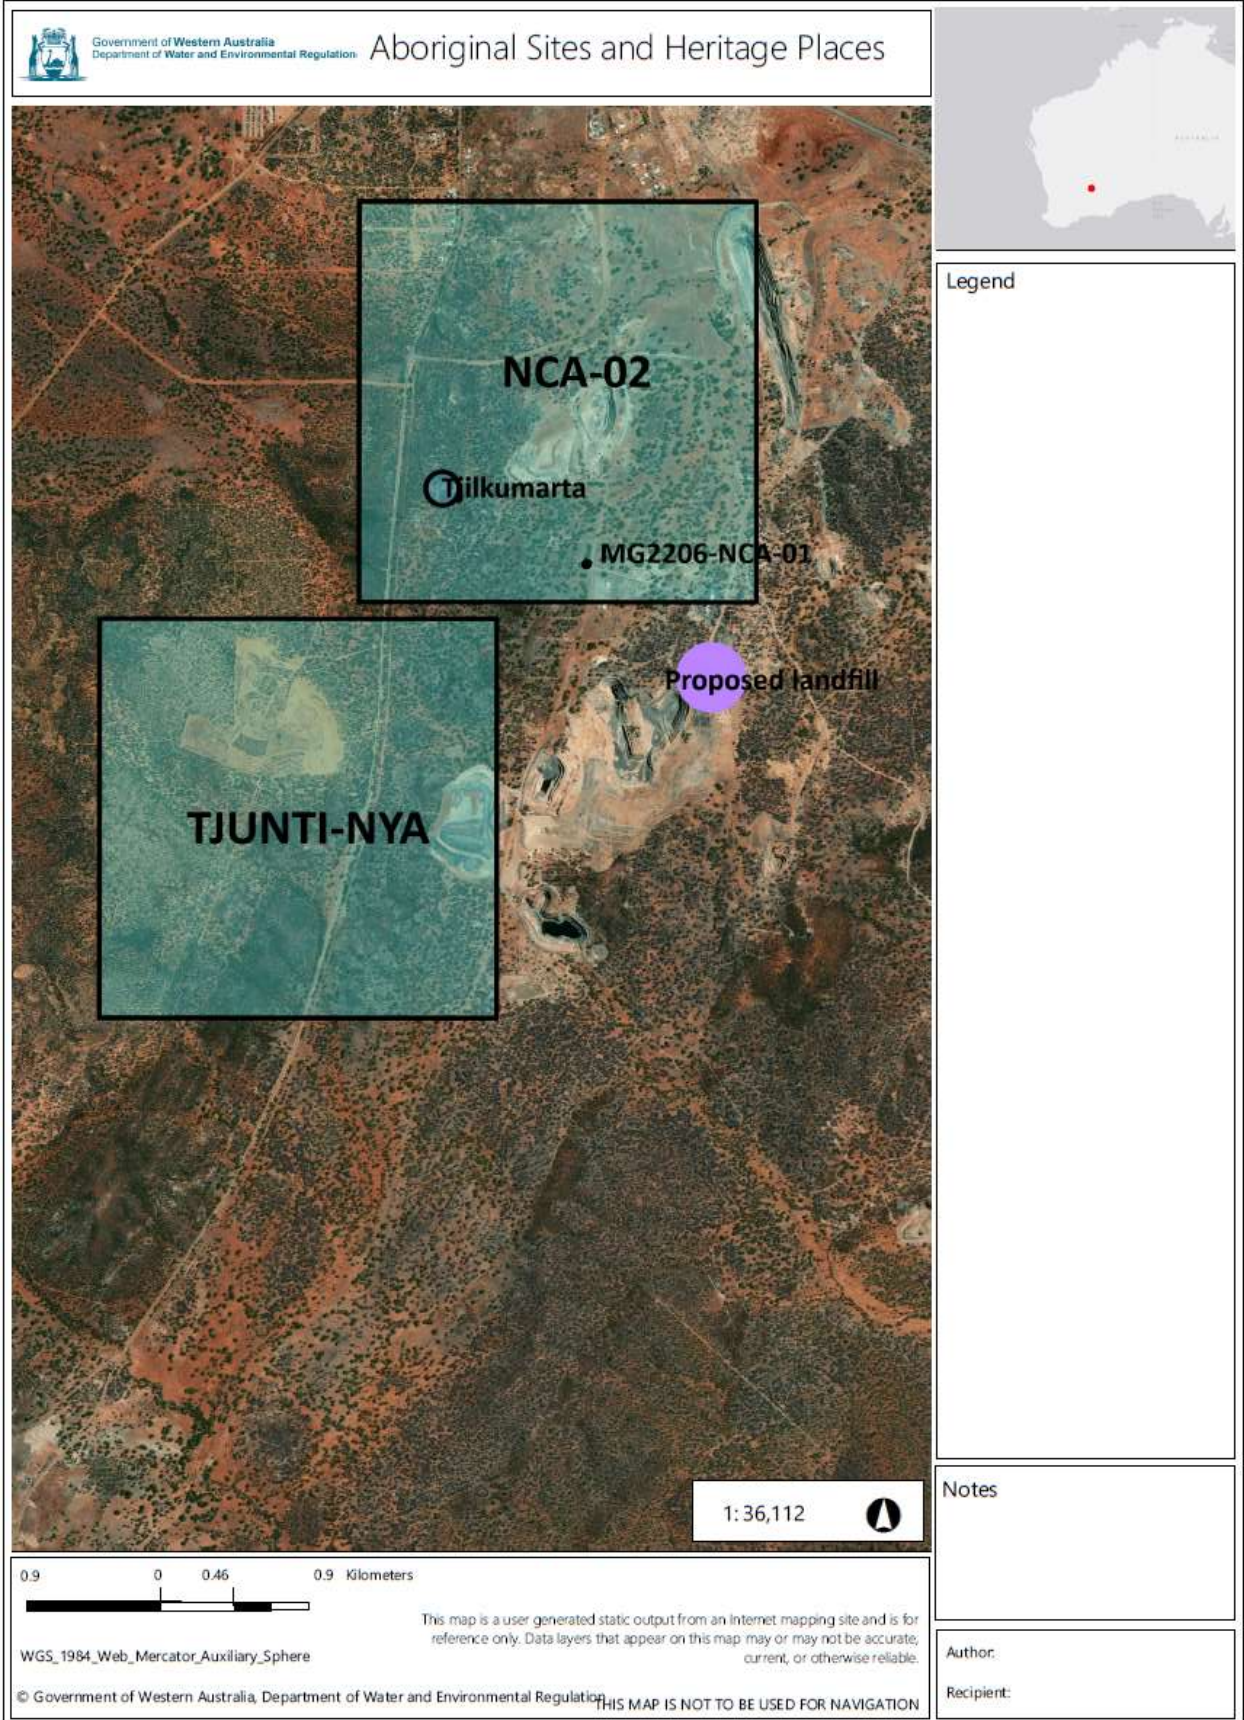 Government of Western Australia
Department of Water and Environmental Regulation
Aboriginal Sites and Heritage Places
AUSTRALIA
Legend
NCA-02
Tjilkumarta
MG2206-NCA-01
Proposed landfill
TJUNTI-NYA
1: 36,112
Notes
0.9 0 0.46 0.9 Kilometers
This map is a user generated static output from an Internet mapping site and is for
reference only. Data layers that appear on this map may or may not be accurate,
current, or otherwise reliable.
WGS_1984_Web_Mercator_Auxiliary_Sphere
© Government of Western Australia, Department of Water and Environmental Regulation
THIS MAP IS NOT TO BE USED FOR NAVIGATION
Author:
Recipient: